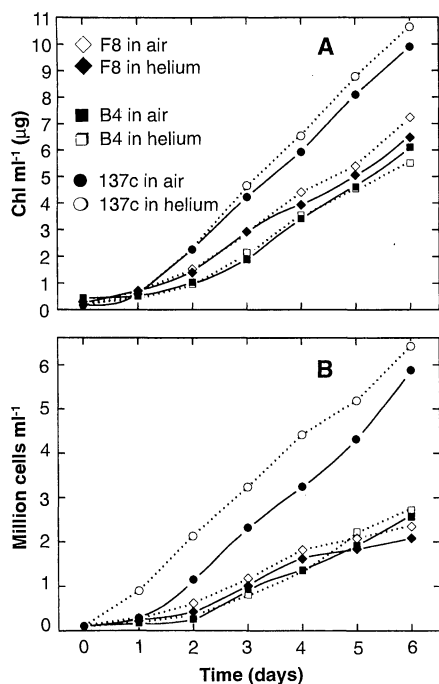 11
10
9
8
7
6
5
4
3
2
1
0
Chl ml-1 (µg)
A
F8 in air
F8 in helium
B4 in air
B4 in helium
137c in air
137c in helium
6
5
4
3
2
1
0
Million cells ml-1
B
0 1 2 3 4 5 6
Time (days)